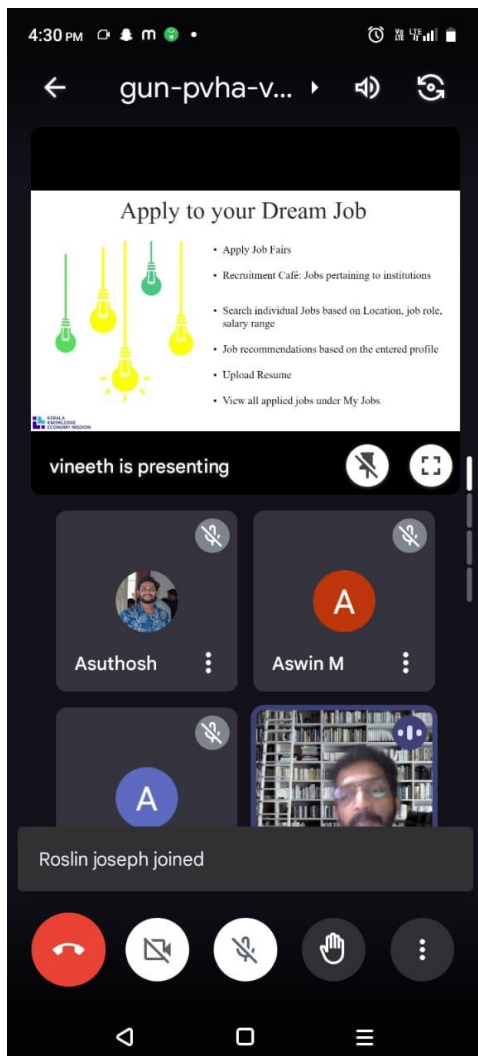 4:30 PM
gun-pvha-v...
Apply to your Dream Job
• Apply Job Fairs
• Recruitment Café: Jobs pertaining to institutions
• Search individual Jobs based on Location, job role,
salary range
• Job recommendations based on the entered profile
• Upload Resume
• View all applied jobs under My Jobs
KERALA
KNOWLEDGE
ECONOMY MISSION
vineeth is presenting
Asuthosh
A
Aswin M
A
Roslin joseph joined